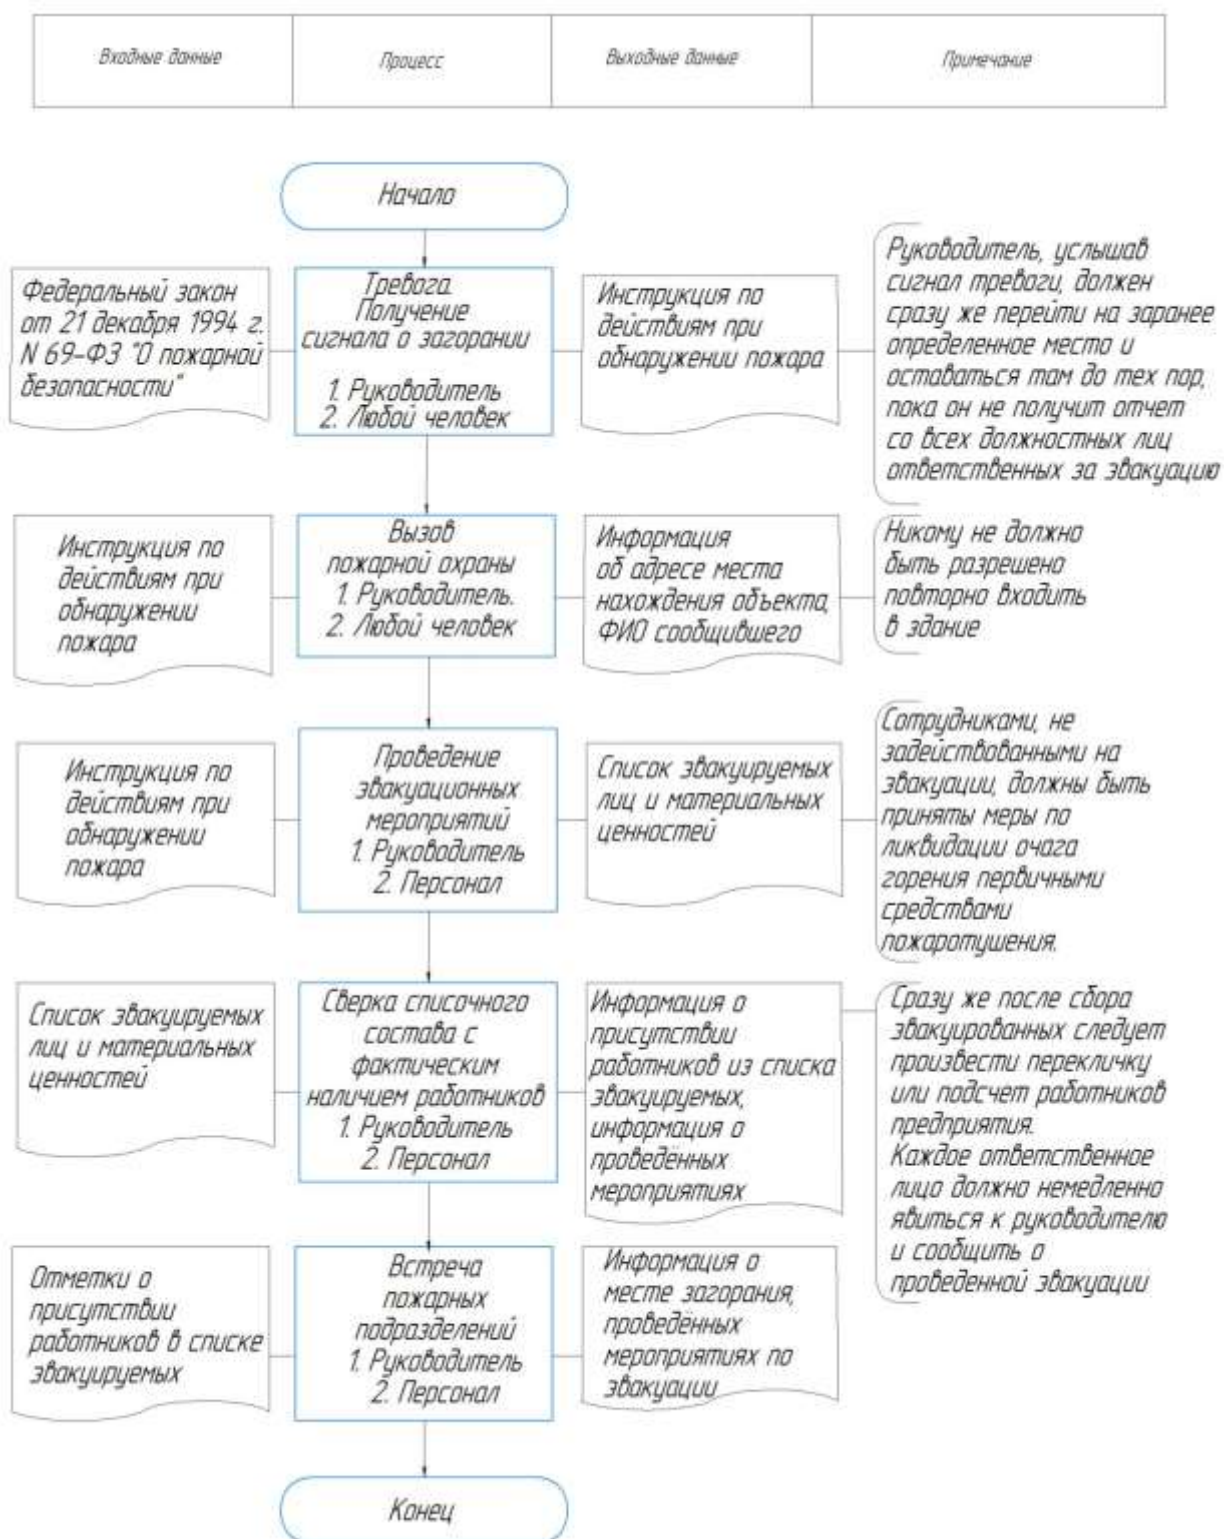 Входные данные
Процесс
Выходные данные
Примечание
Начало
Федеральный закон
от 21 декабря 1994 г.
N 69-ФЗ "О пожарной
безопасности"
Тревога.
Получение
сигнала о загорании
1. Руководитель
2. Любой человек
Инструкция по
действиям при
обнаружении пожара
Руководитель, услышав
сигнал тревоги, должен
сразу же перейти на заранее
определенное место и
оставаться там до тех пор,
пока он не получит отчет
со всех должностных лиц
ответственных за эвакуацию
Инструкция по
действиям при
обнаружении
пожара
Вызов
пожарной охраны
1. Руководитель.
2. Любой человек
Информация
об адресе места
нахождения объекта,
ФИО сообщившего
Никому не должно
быть разрешено
повторно входить
в здание
Инструкция по
действиям при
обнаружении
пожара
Проведение
эвакуационных
мероприятий
1. Руководитель
2. Персонал
Список эвакуируемых
лиц и материальных
ценностей
Сотрудниками, не
задействованными на
эвакуации, должны быть
приняты меры по
ликвидации очага
горения первичными
средствами
пожаротушения.
Список эвакуируемых
лиц и материальных
ценностей
Сверка списочного
состава с
фактическим
наличием работников
1. Руководитель
2. Персонал
Информация о
присутствии
работников из списка
эвакуируемых,
информация о
проведённых
мероприятиях
Сразу же после сбора
эвакуированных следует
произвести перекличку
или подсчет работников
предприятия.
Каждое ответственное
лицо должно немедленно
явиться к руководителю
и сообщить о
проведенной эвакуации
Отметки о
присутствии
работников в списке
эвакуируемых
Встреча
пожарных
подразделений
1. Руководитель
2. Персонал
Информация о
месте загорания,
проведённых
мероприятиях по
эвакуации
Конец